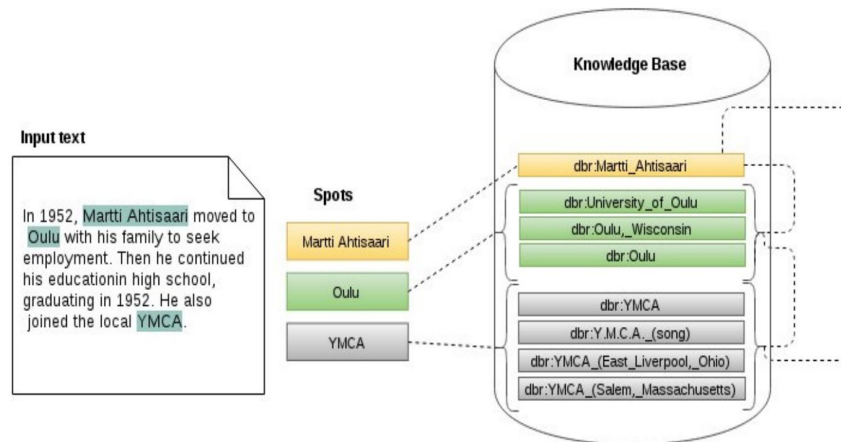 Knowledge Base
Input text
In 1952, Martti Ahtisaari moved to
Oulu with his family to seek
employment. Then he continued
his educationin high school,
graduating in 1952. He also
joined the local YMCA.
Spots
Martti Ahtisaari
Oulu
YMCA
dbr:Martti_Ahtisaari
dbr:University_of_Oulu
dbr:Oulu,_Wisconsin
dbr:Oulu
dbr:YMCA
dbr:Y.M.C.A._(song)
dbr:YMCA_(East_Liverpool,_Ohio)
dbr:YMCA_(Salem,_Massachusetts)